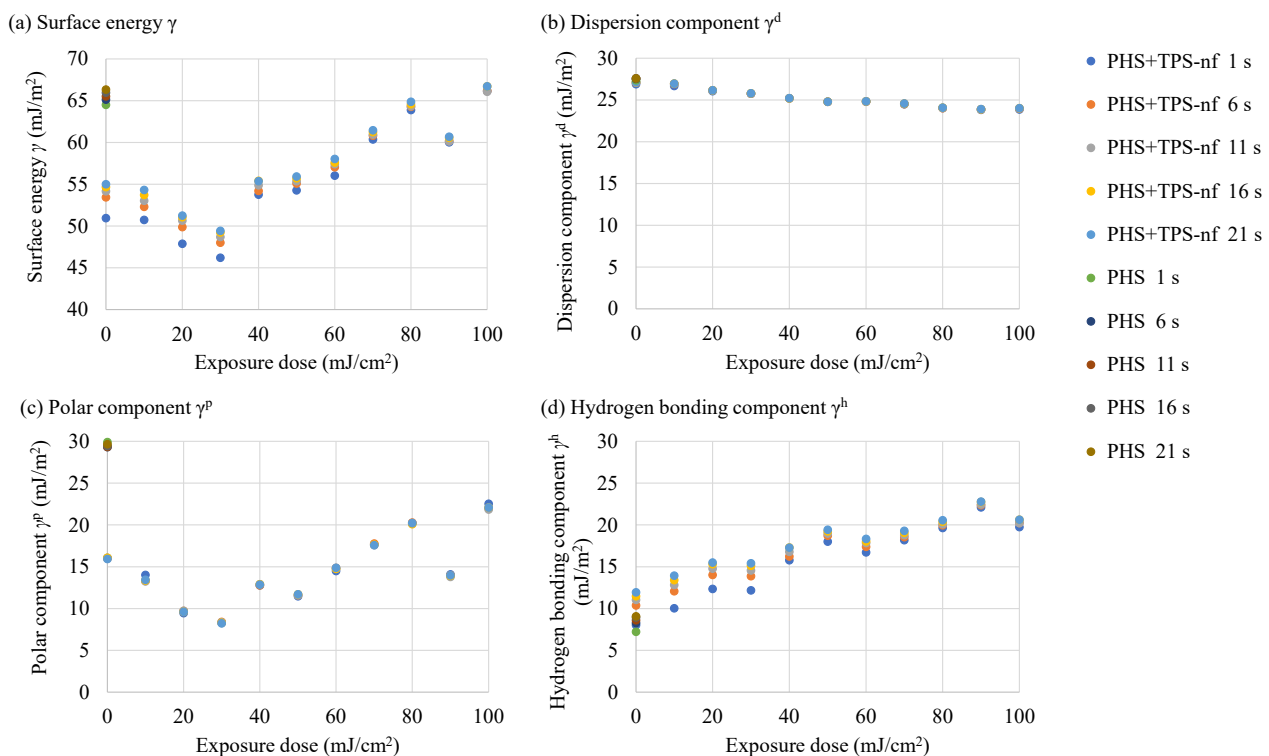 (a) Surface energy γ
70
65
60
55
50
45
40
Surface energy γ (mJ/m²)
0 20 40 60 80 100
Exposure dose (mJ/cm²)
(b) Dispersion component γᵈ
30
25
20
15
10
5
0
Dispersion component γᵈ (mJ/m²)
0 20 40 60 80 100
Exposure dose (mJ/cm²)
PHS+TPS-nf 1 s
PHS+TPS-nf 6 s
PHS+TPS-nf 11 s
PHS+TPS-nf 16 s
PHS+TPS-nf 21 s
PHS 1 s
PHS 6 s
PHS 11 s
PHS 16 s
PHS 21 s
(c) Polar component γᵖ
30
25
20
15
10
5
0
Polar component γᵖ (mJ/m²)
0 20 40 60 80 100
Exposure dose (mJ/cm²)
(d) Hydrogen bonding component γʰ
30
25
20
15
10
5
0
Hydrogen bonding component γʰ
(mJ/m²)
0 20 40 60 80 100
Exposure dose (mJ/cm²)